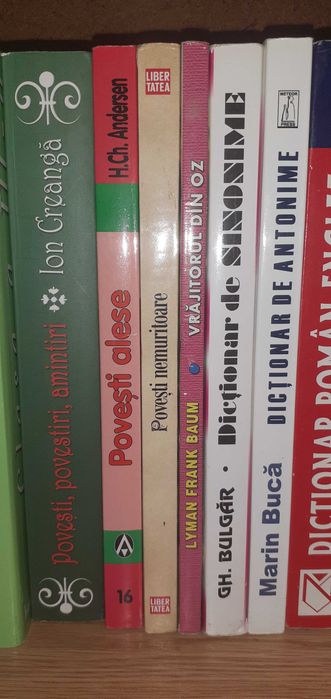 Povești, povestiri, amintiri Ion Creangă
H.Ch. Andersen
Povești alese
16
LIBER
TATEA
Povești nemuritoare
LIBER
TATEA
LYMAN FRANK BAUM VRĂJITORUL DIN OZ
GH. BULGĂR • Dicționar de SINONIME
METEOR
PRESS
Marin Bucă DICȚIONAR DE ANTONIME
DICȚIONAR ROMÂN